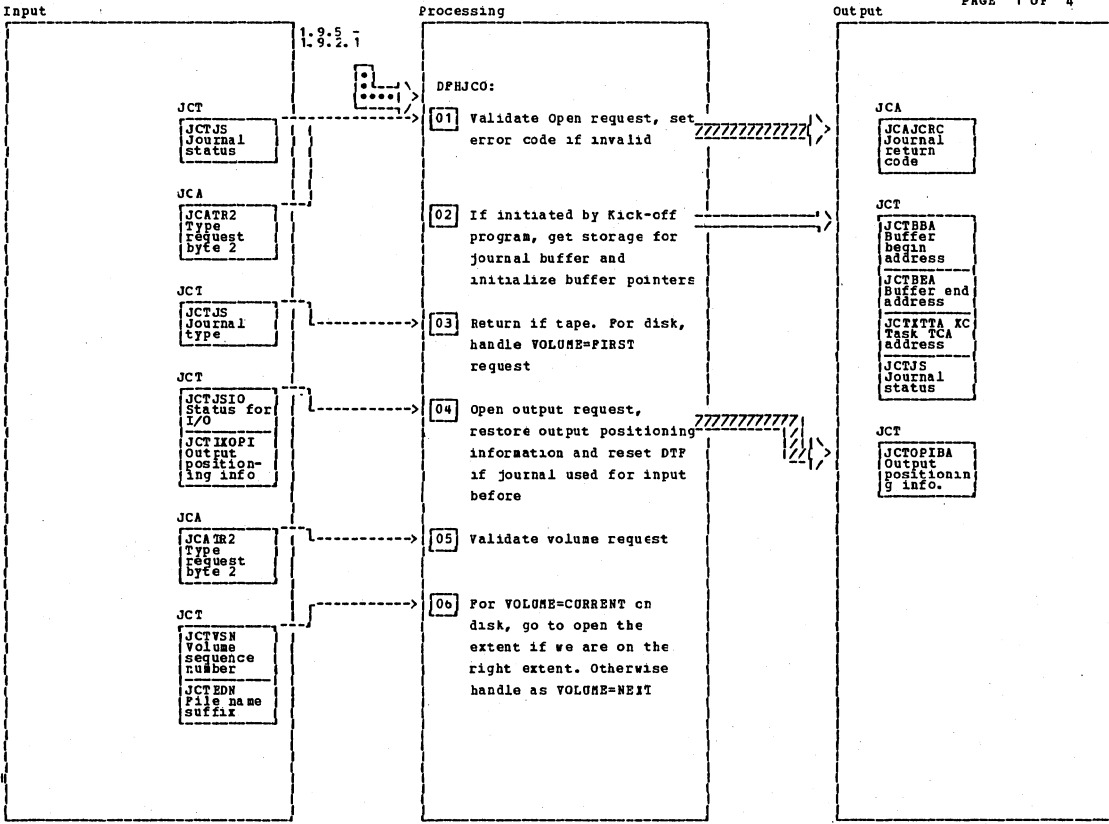 PAGE 1 OF 4
Input
Processing
Output
1.9.5 -
1.9.2.1
DFHJCO:
JCT
JCTJS
Journal
status
JCA
JCATR2
Type
request
byte 2
JCT
JCTJS
Journal
type
JCT
JCTJSIO
Status for
I/O
JCTIXOPI
Output
position-
ing info
JCA
JCATR2
Type
request
byte 2
JCT
JCTVSN
Volume
sequence
number
JCTEDN
File name
suffix
01 Validate Open request, set
error code if invalid
02 If initiated by Kick-off
program, get storage for
journal buffer and
initialize buffer pointers
03 Return if tape. For disk,
handle VOLUME=FIRST
request
04 Open output request,
restore output positioning
information and reset DTF
if journal used for input
before
05 Validate volume request
06 For VOLUME=CURRENT on
disk, go to open the
extent if we are on the
right extent. Otherwise
handle as VOLUME=NEXT
JCA
JCAJCRC
Journal
return
code
JCT
JCTBBA
Buffer
begin
address
JCTBEA
Buffer end
address
JCTXTTA KC
Task TCA
address
JCTJS
Journal
status
JCT
JCTOPIBA
Output
positionin
g info.